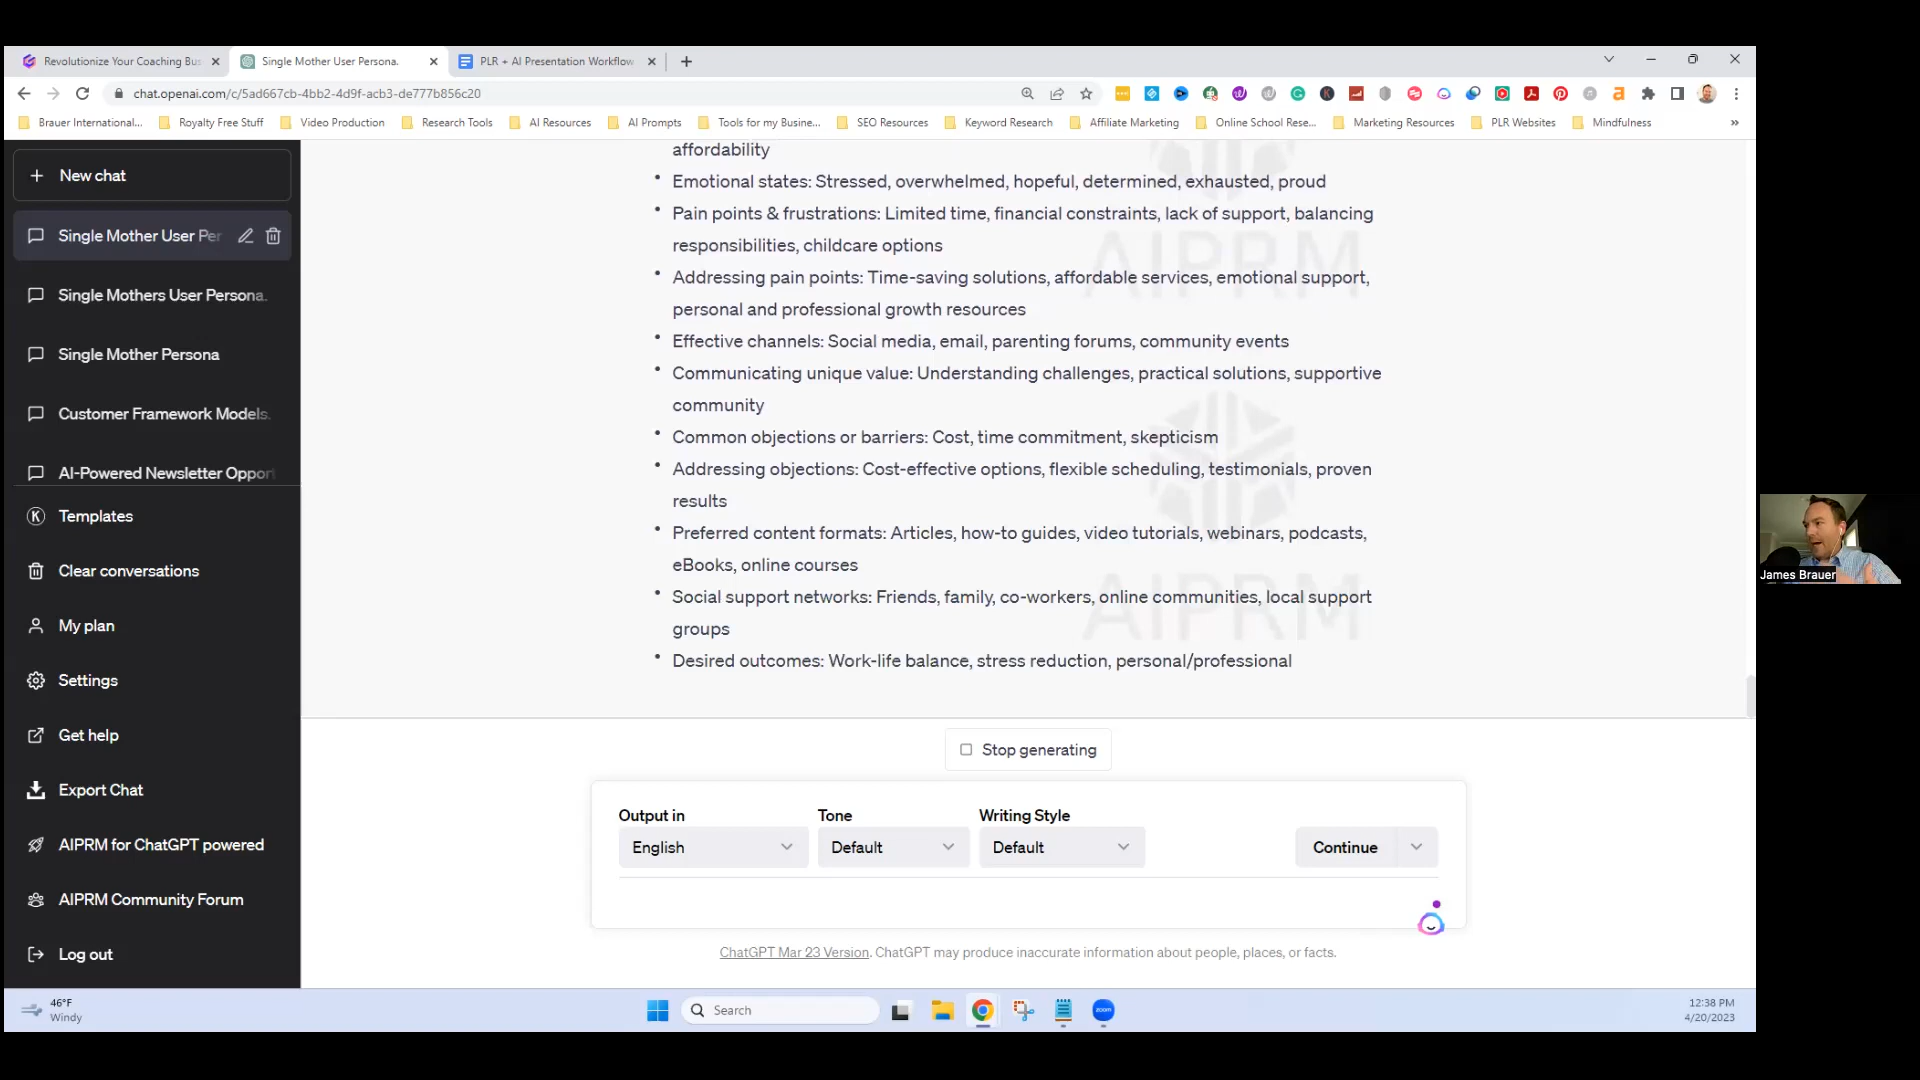 Revolutionize Your Coaching Bus
Single Mother User Persona.
PLR + AI Presentation Workflow
chat.openai.com/c/5ad667cb-4bb2-4d9f-acb3-de777b856c20
Brauer International...
Royalty Free Stuff
Video Production
Research Tools
AI Resources
AI Prompts
Tools for my Busine...
SEO Resources
Keyword Research
Affiliate Marketing
Online School Rese...
Marketing Resources
PLR Websites
Mindfulness
»
+ New chat
Single Mother User Per
Single Mothers User Persona.
Single Mother Persona
Customer Framework Models.
AI-Powered Newsletter Opport
Templates
Clear conversations
My plan
Settings
Get help
Export Chat
AIPRM for ChatGPT powered
AIPRM Community Forum
Log out
affordability
• Emotional states: Stressed, overwhelmed, hopeful, determined, exhausted, proud
• Pain points & frustrations: Limited time, financial constraints, lack of support, balancing
responsibilities, childcare options
• Addressing pain points: Time-saving solutions, affordable services, emotional support,
personal and professional growth resources
• Effective channels: Social media, email, parenting forums, community events
• Communicating unique value: Understanding challenges, practical solutions, supportive
community
• Common objections or barriers: Cost, time commitment, skepticism
• Addressing objections: Cost-effective options, flexible scheduling, testimonials, proven
results
• Preferred content formats: Articles, how-to guides, video tutorials, webinars, podcasts,
eBooks, online courses
• Social support networks: Friends, family, co-workers, online communities, local support
groups
• Desired outcomes: Work-life balance, stress reduction, personal/professional
AIPRM
AIPRM
Stop generating
Output in
Tone
Writing Style
English
Default
Default
Continue
ChatGPT Mar 23 Version. ChatGPT may produce inaccurate information about people, places, or facts.
James Brauer
46°F
Windy
Search
zoom
12:38 PM
4/20/2023